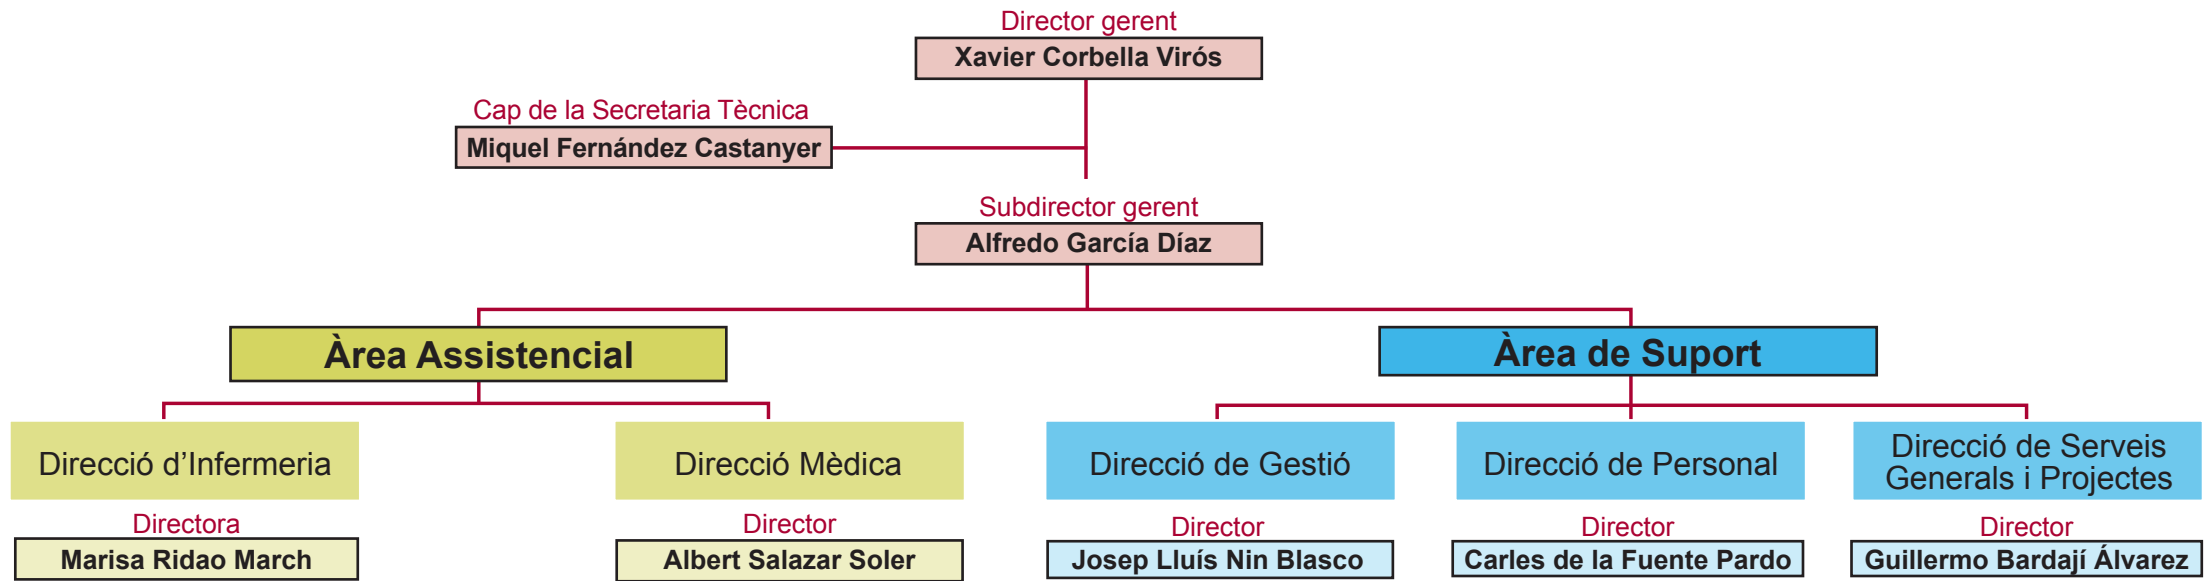 Director gerent
Xavier Corbella Virós
Cap de la Secretaria Tècnica
Miquel Fernández Castanyer
Subdirector gerent
Alfredo García Díaz
Àrea Assistencial
Àrea de Suport
Direcció d’Infermeria
Direcció Mèdica
Direcció de Gestió
Direcció de Personal
Direcció de Serveis
Generals i Projectes
Directora
Marisa Ridao March
Director
Albert Salazar Soler
Director
Josep Lluís Nin Blasco
Director
Carles de la Fuente Pardo
Director
Guillermo Bardají Álvarez